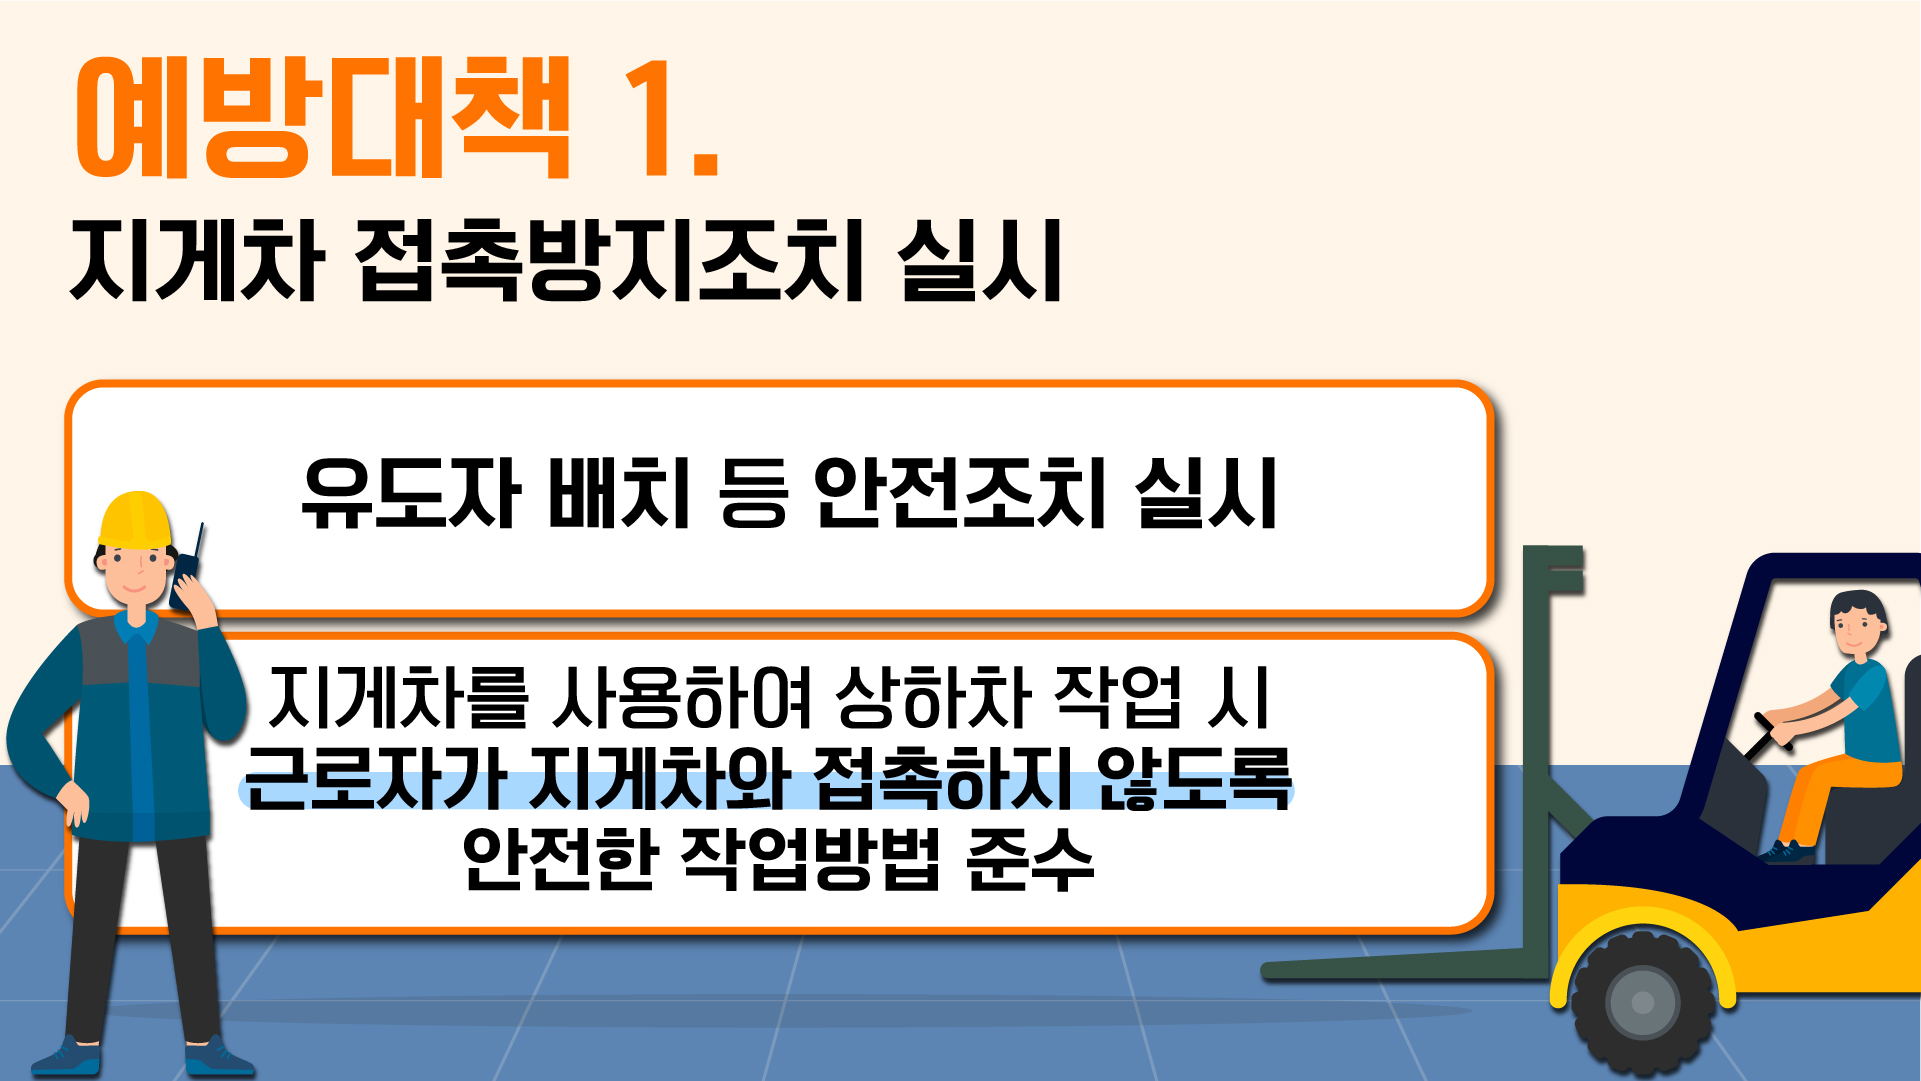 예방대책 1.
지게차 접촉방지조치 실시
유도자 배치 등 안전조치 실시
지게차를 사용하여 상하차 작업 시
근로자가 지게차와 접촉하지 않도록
안전한 작업방법 준수